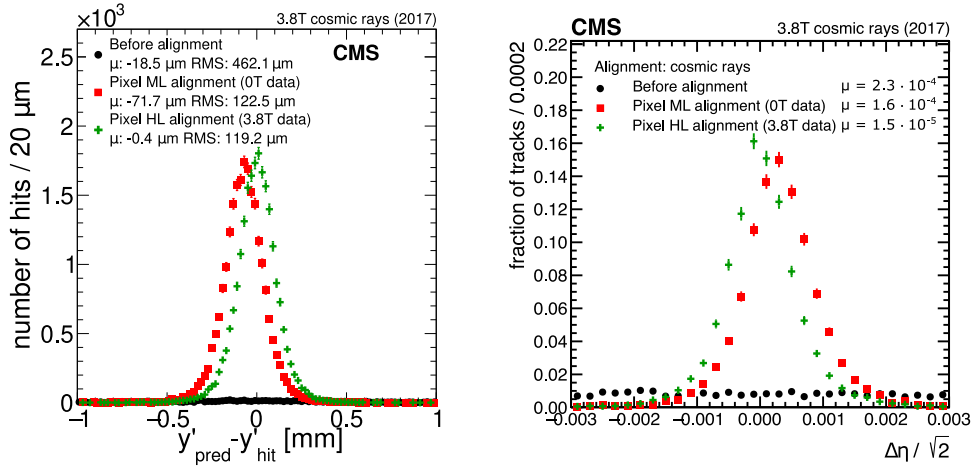 ×10³
3.8T cosmic rays (2017)
CMS
Before alignment
μ: -18.5 μm RMS: 462.1 μm
Pixel ML alignment (0T data)
μ: -71.7 μm RMS: 122.5 μm
Pixel HL alignment (3.8T data)
μ: -0.4 μm RMS: 119.2 μm
number of hits / 20 μm
2.5
2
1.5
1
0.5
0
−1 −0.5 0 0.5 1
y'pred -y'hit [mm]
CMS
3.8T cosmic rays (2017)
Alignment: cosmic rays
Before alignment μ = 2.3 · 10⁻⁴
Pixel ML alignment (0T data) μ = 1.6 · 10⁻⁴
Pixel HL alignment (3.8T data) μ = 1.5 · 10⁻⁵
fraction of tracks / 0.0002
0.22
0.20
0.18
0.16
0.14
0.12
0.10
0.08
0.06
0.04
0.02
0.00
−0.003 −0.002 −0.001 0.000 0.001 0.002 0.003
Δη / √2